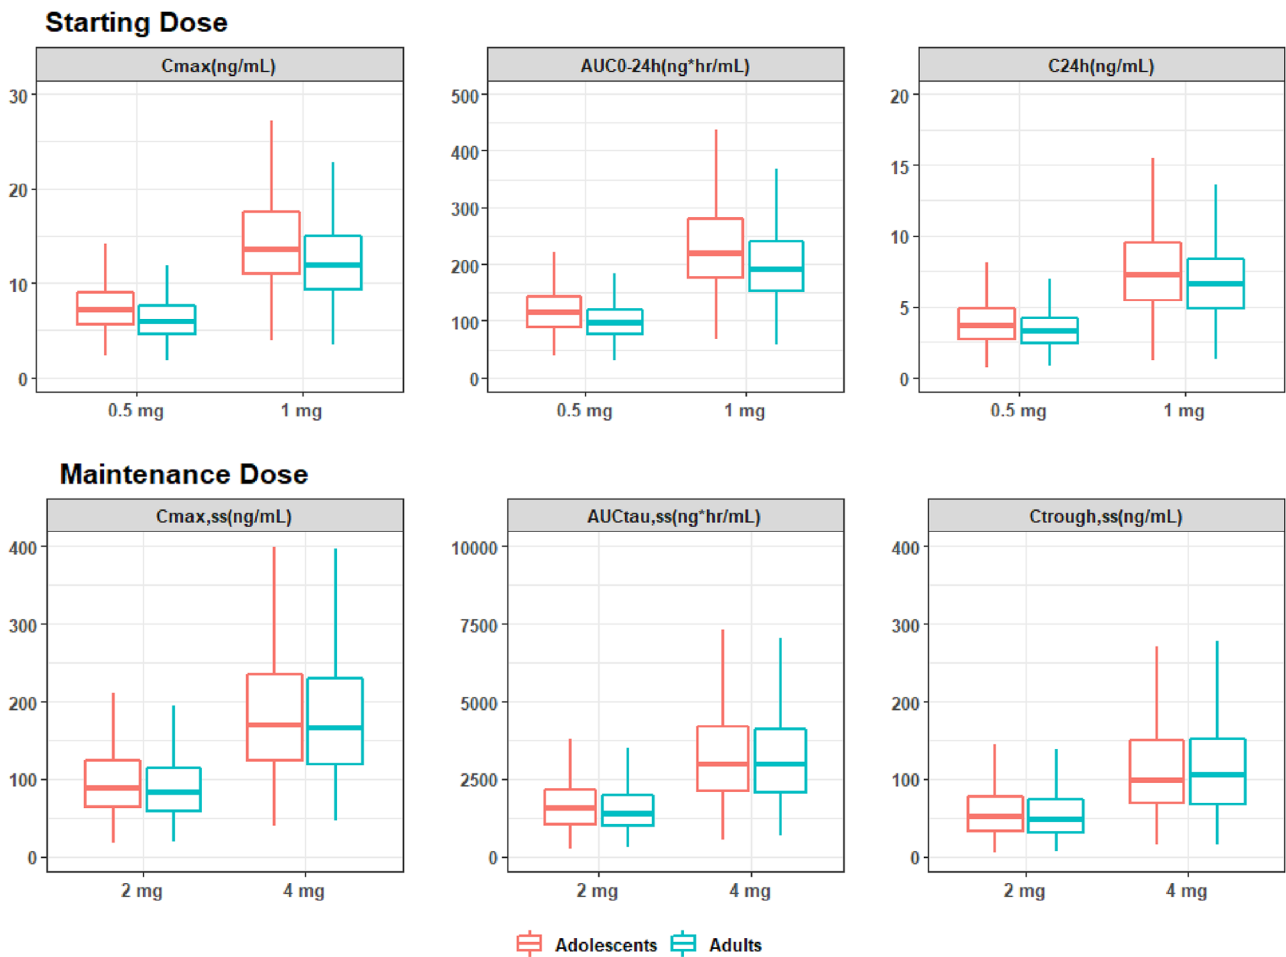 Starting Dose
Cmax(ng/mL)
AUC0-24h(ng*hr/mL)
C24h(ng/mL)
30
20
10
0
0.5 mg
1 mg
500
400
300
200
100
0
0.5 mg
1 mg
20
15
10
5
0
0.5 mg
1 mg
Maintenance Dose
Cmax,ss(ng/mL)
AUCtau,ss(ng*hr/mL)
Ctrough,ss(ng/mL)
400
300
200
100
0
2 mg
4 mg
10000
7500
5000
2500
0
2 mg
4 mg
400
300
200
100
0
2 mg
4 mg
Adolescents
Adults